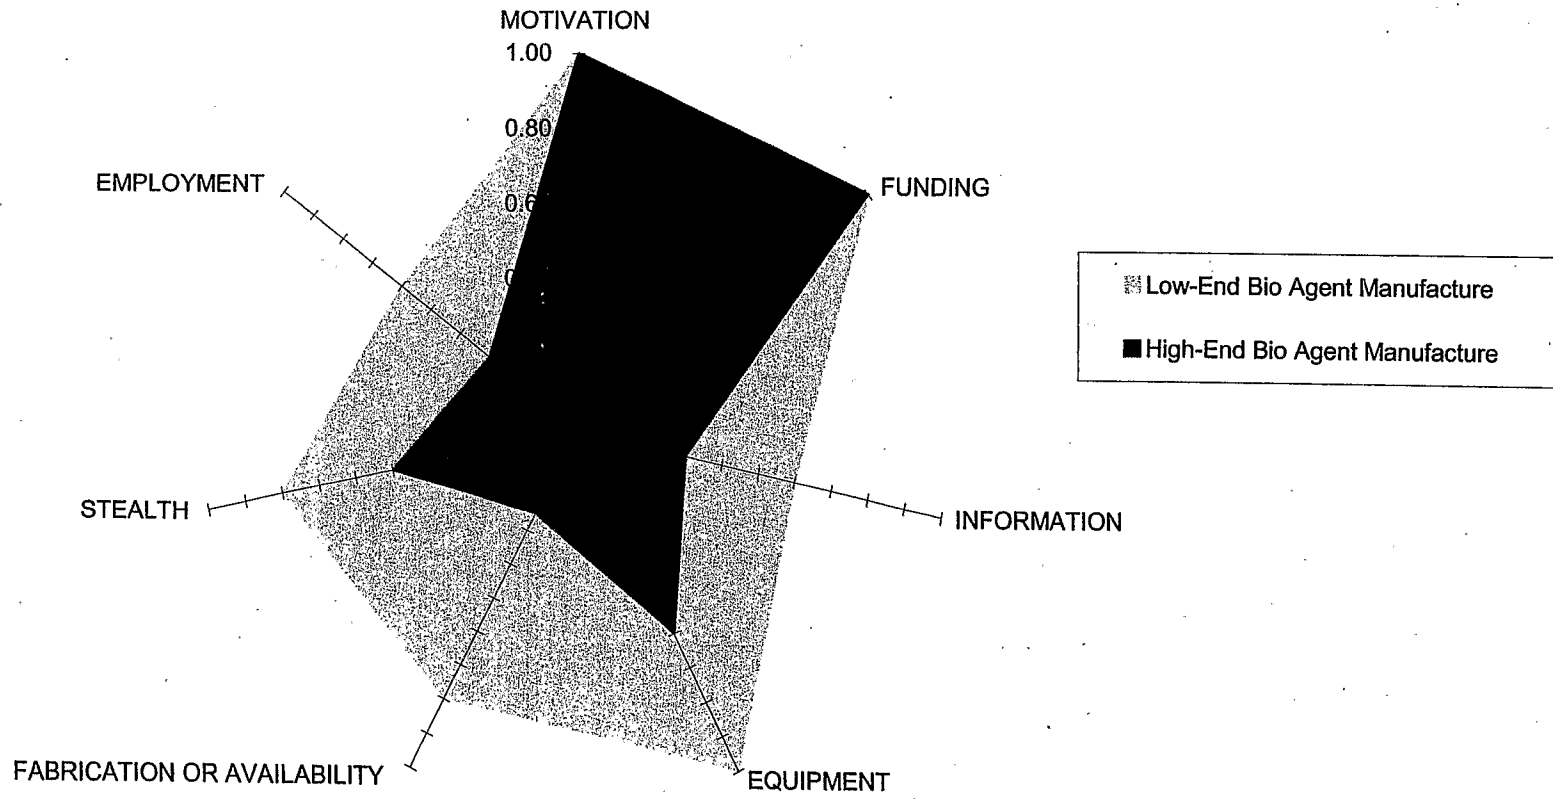 MOTIVATION
1.00
0.80
EMPLOYMENT
FUNDING
Low-End Bio Agent Manufacture
High-End Bio Agent Manufacture
STEALTH
INFORMATION
FABRICATION OR AVAILABILITY
EQUIPMENT